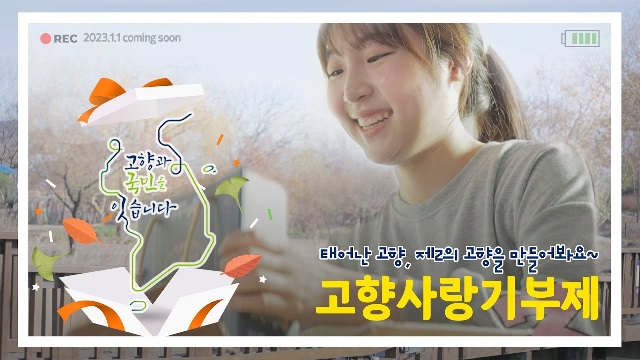 REC 2023.1.1 coming soon
고향과
국민을
잇습니다
태어난 고향, 제2의 고향을 만들어봐요~
고향사랑기부제